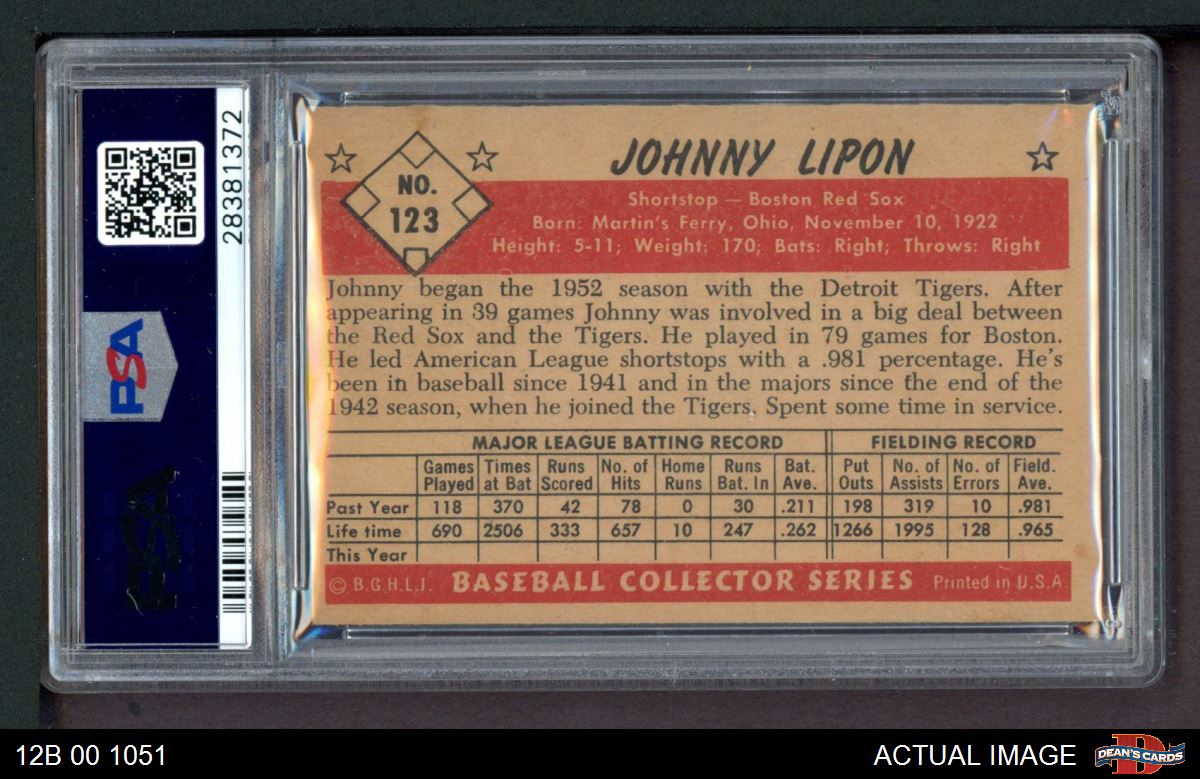 28381372
PSA
PSA
NO.
123
JOHNNY LIPON
Shortstop — Boston Red Sox
Born: Martin's Ferry, Ohio, November 10, 1922
Height: 5-11; Weight: 170; Bats: Right; Throws: Right
Johnny began the 1952 season with the Detroit Tigers. After
appearing in 39 games Johnny was involved in a big deal between
the Red Sox and the Tigers. He played in 79 games for Boston.
He led American League shortstops with a .981 percentage. He's
been in baseball since 1941 and in the majors since the end of the
1942 season, when he joined the Tigers. Spent some time in service.
MAJOR LEAGUE BATTING RECORD FIELDING RECORD
Games Times Runs No. of Home Runs Bat. Put No. of No. of Field.
Played at Bat Scored Hits Runs Bat. In Ave. Outs Assists Errors Ave.
Past Year 118 370 42 78 0 30 .211 198 319 10 .981
Life time 690 2506 333 657 10 247 .262 1266 1995 128 .965
This Year
© B.G.H.L.I. BASEBALL COLLECTOR SERIES Printed in U.S.A.
12B 00 1051
ACTUAL IMAGE
DEAN'S CARDS